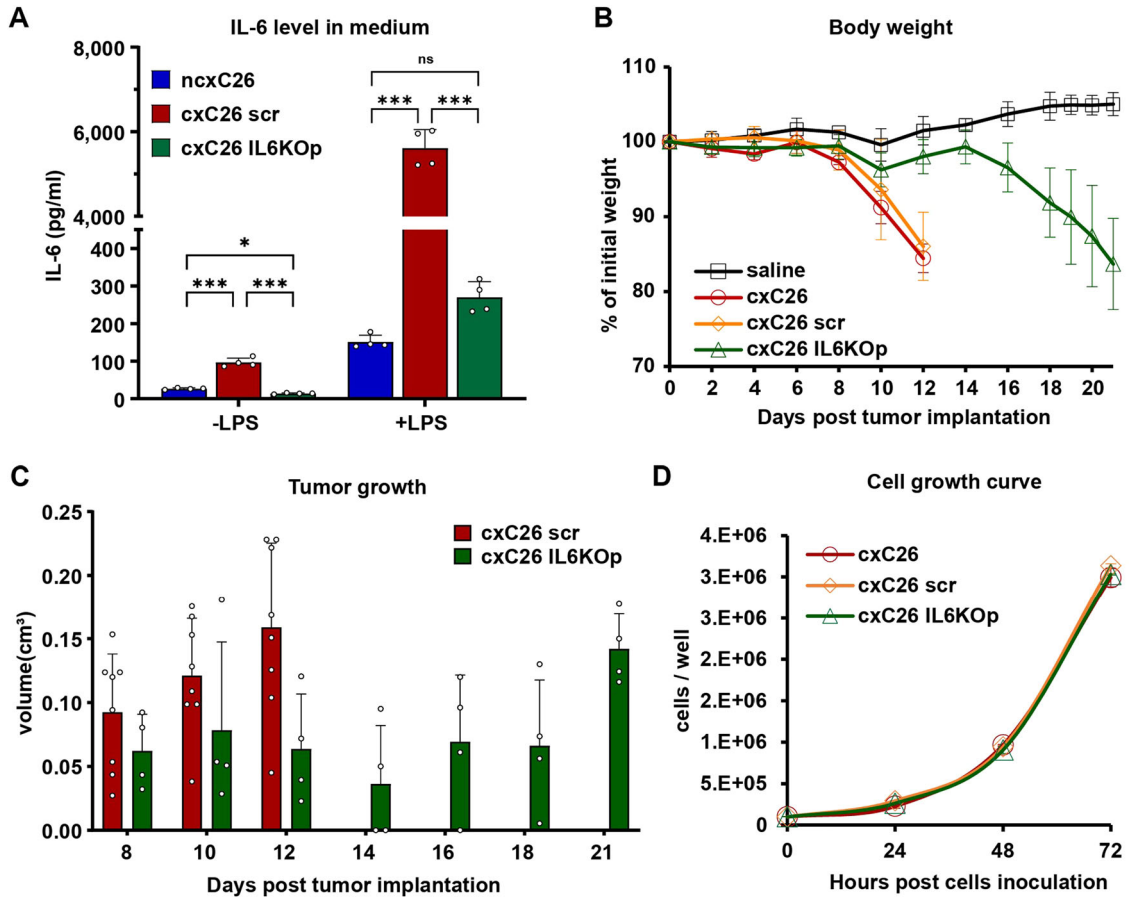 A
IL-6 level in medium
IL-6 (pg/ml)
8,000
6,000
4,000
400
300
200
100
0
ncxC26
cxC26 scr
cxC26 IL6KOp
*
*** ***
ns
*** ***
-LPS +LPS
B
Body weight
% of initial weight
110
100
90
80
70
saline
cxC26
cxC26 scr
cxC26 IL6KOp
0 2 4 6 8 10 12 14 16 18 20
Days post tumor implantation
C
Tumor growth
volume(cm³)
0.25
0.20
0.15
0.10
0.05
0.00
cxC26 scr
cxC26 IL6KOp
8 10 12 14 16 18 21
Days post tumor implantation
D
Cell growth curve
cells / well
4.E+06
3.E+06
3.E+06
2.E+06
2.E+06
1.E+06
5.E+05
0
cxC26
cxC26 scr
cxC26 IL6KOp
0 24 48 72
Hours post cells inoculation